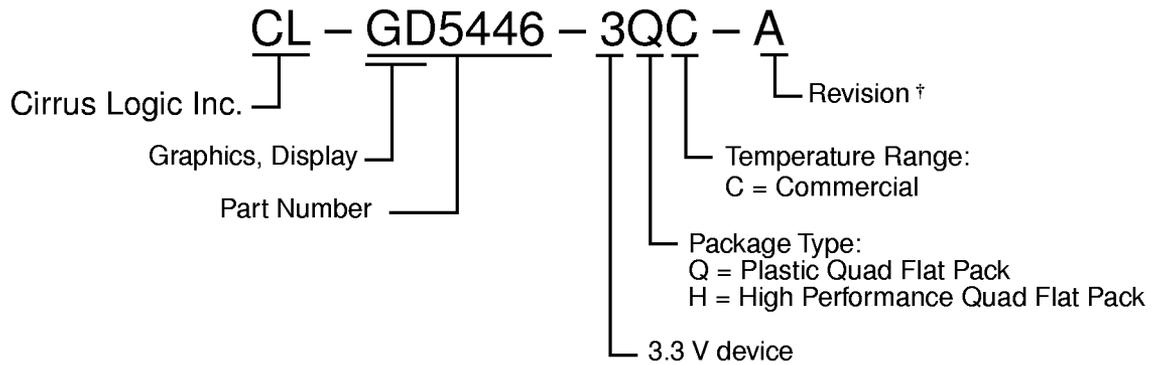 CL – GD5446 – 3QC – A
Revision †
Cirrus Logic Inc.
Graphics, Display
Temperature Range:
C = Commercial
Part Number
Package Type:
Q = Plastic Quad Flat Pack
H = High Performance Quad Flat Pack
3.3 V device